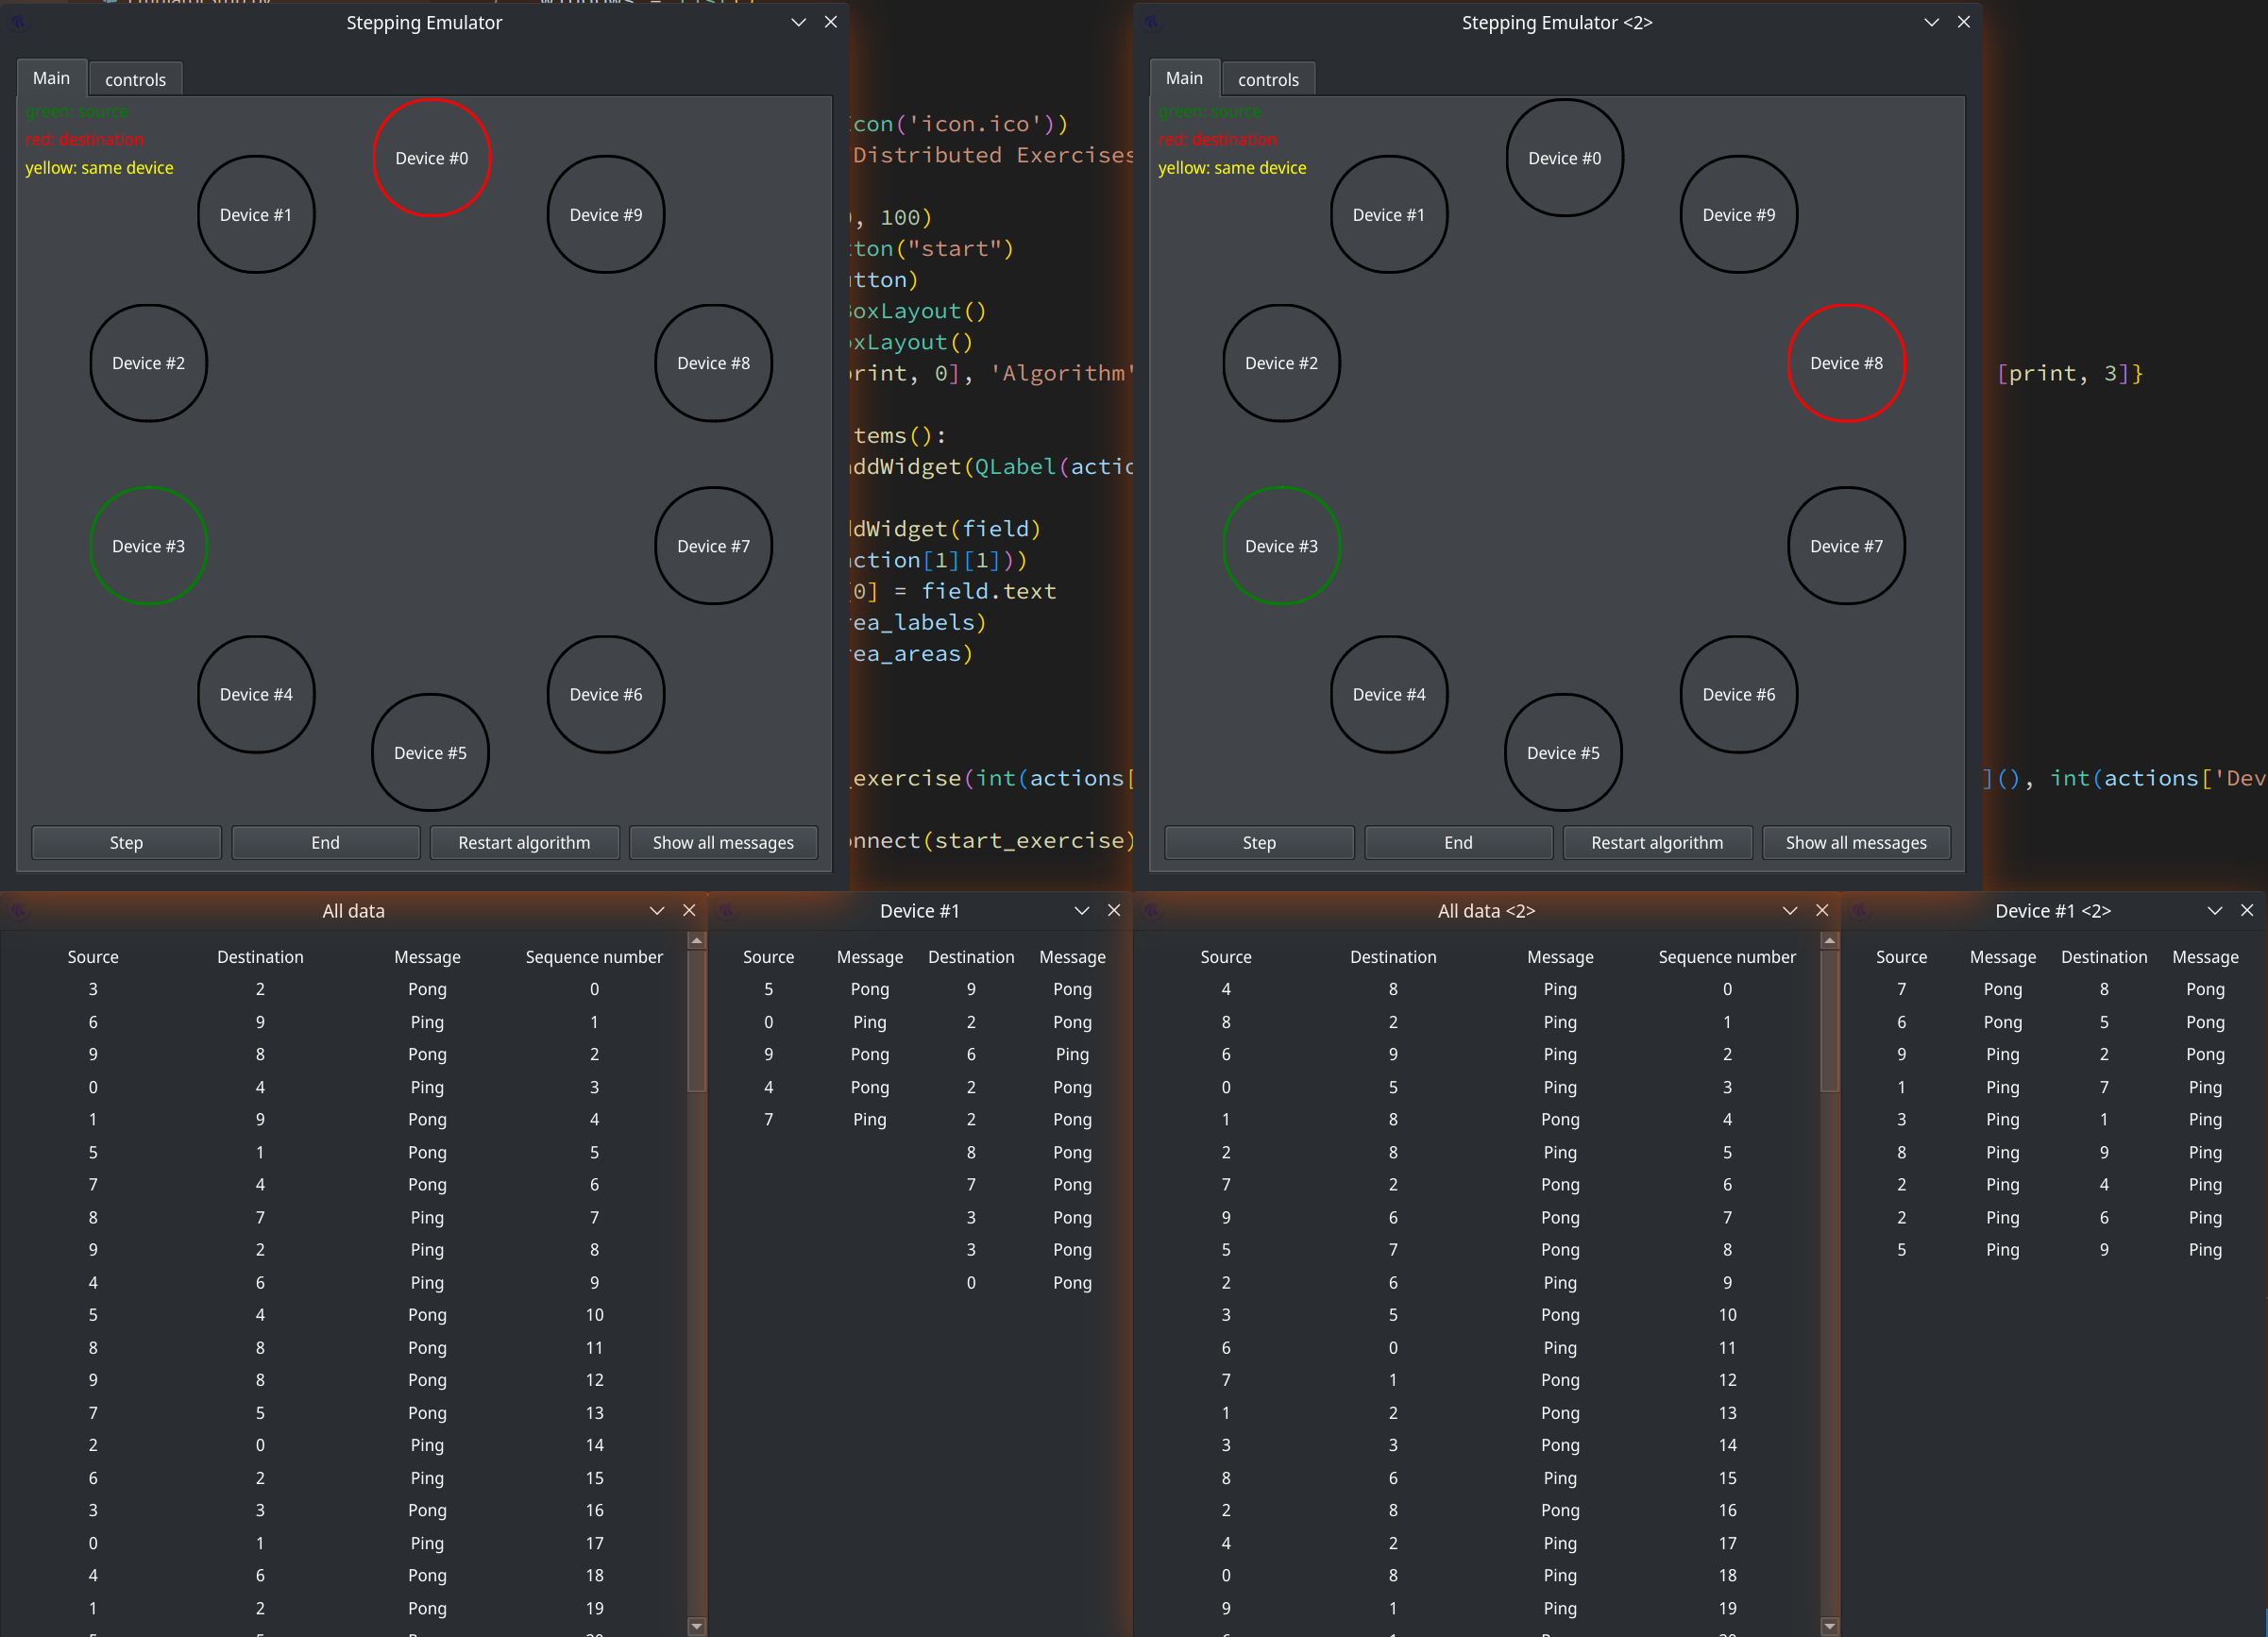 Stepping Emulator
Main
controls
green: source
red: destination
yellow: same device
Device #0
Device #1
Device #9
Device #2
Device #8
Device #3
Device #7
Device #4
Device #6
Device #5
Step
End
Restart algorithm
Show all messages
con('icon.ico'))
Distributed Exercises
, 100)
ton("start")
tton)
oxLayout()
xLayout()
rint, 0], 'Algorithm'
[print, 3]}
tems():
ddWidget(QLabel(actio
dWidget(field)
ction[1][1]))
[0] = field.text
rea_labels)
rea_areas)
_exercise(int(actions[
](), int(actions['Dev
nnect(start_exercise)
Stepping Emulator <2>
Main
controls
green: source
red: destination
yellow: same device
Device #0
Device #1
Device #9
Device #2
Device #8
Device #3
Device #7
Device #4
Device #6
Device #5
Step
End
Restart algorithm
Show all messages
All data
Source Destination Message Sequence number
3 2 Pong 0
6 9 Ping 1
9 8 Pong 2
0 4 Ping 3
1 9 Pong 4
5 1 Pong 5
7 4 Pong 6
8 7 Ping 7
9 2 Ping 8
4 6 Ping 9
5 4 Pong 10
8 8 Pong 11
9 8 Pong 12
7 5 Pong 13
2 0 Ping 14
6 2 Ping 15
3 3 Pong 16
0 1 Ping 17
4 6 Pong 18
1 2 Pong 19
Device #1
Source Message Destination Message
5 Pong 9 Pong
0 Ping 2 Pong
9 Pong 6 Ping
4 Pong 2 Pong
7 Ping 2 Pong
8 Pong
7 Pong
3 Pong
3 Pong
0 Pong
All data <2>
Source Destination Message Sequence number
4 8 Ping 0
8 2 Ping 1
6 9 Ping 2
0 5 Ping 3
1 8 Pong 4
2 8 Ping 5
7 2 Pong 6
9 6 Pong 7
5 7 Pong 8
2 6 Ping 9
3 5 Pong 10
6 0 Ping 11
7 1 Pong 12
1 2 Pong 13
3 3 Pong 14
8 6 Ping 15
2 8 Pong 16
4 2 Ping 17
0 8 Ping 18
9 1 Ping 19
Device #1 <2>
Source Message Destination Message
7 Pong 8 Pong
6 Pong 5 Pong
9 Ping 2 Pong
1 Ping 7 Ping
3 Ping 1 Ping
8 Ping 9 Ping
2 Ping 4 Ping
2 Ping 6 Ping
5 Ping 9 Ping